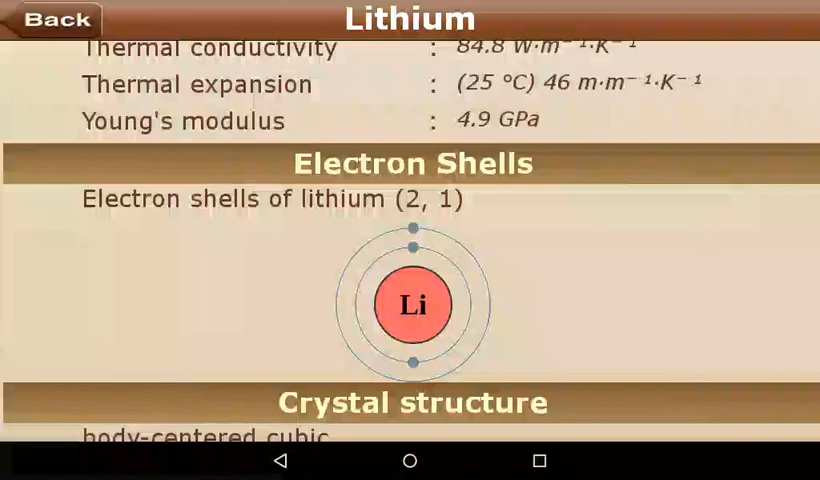 Back
Lithium
Thermal conductivity : 84.8 W·m⁻¹·K⁻¹
Thermal expansion : (25 °C) 46 m·m⁻¹·K⁻¹
Young's modulus : 4.9 GPa
Electron Shells
Electron shells of lithium (2, 1)
Li
Crystal structure
body-centered cubic